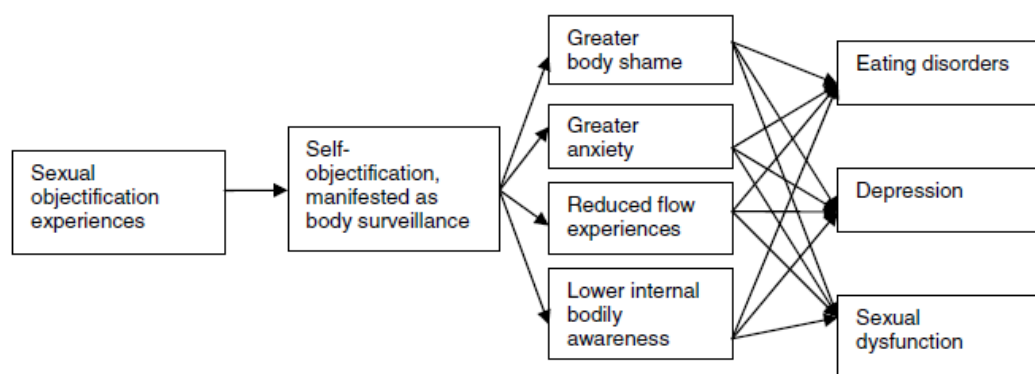 Sexual
objectification
experiences
Self-
objectification,
manifested as
body surveillance
Greater
body shame
Greater
anxiety
Reduced flow
experiences
Lower internal
bodily
awareness
Eating disorders
Depression
Sexual
dysfunction